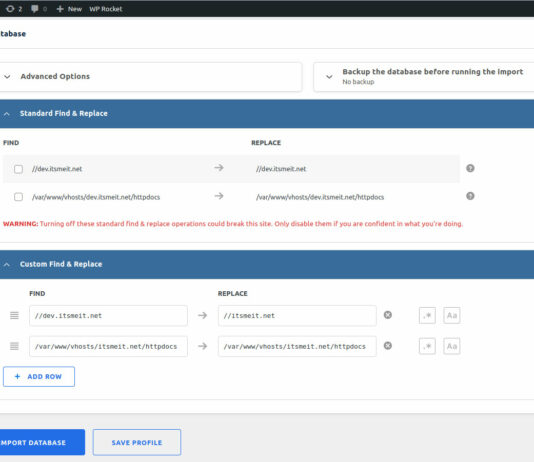 2 0 New WP Rocket
tabase
Advanced Options
Backup the database before running the import
No backup
Standard Find & Replace
FIND REPLACE
//dev.itsmeit.net //dev.itsmeit.net
/var/www/vhosts/dev.itsmeit.net/httpdocs /var/www/vhosts/dev.itsmeit.net/httpdocs
WARNING: Turning off these standard find & replace operations could break this site. Only disable them if you are confident in what you're doing.
Custom Find & Replace
FIND REPLACE
//dev.itsmeit.net //itsmeit.net .* Aa
/var/www/vhosts/itsmeit.net/httpdocs /var/www/vhosts/itsmeit.net/httpdocs .* Aa
+ ADD ROW
MPORT DATABASE SAVE PROFILE